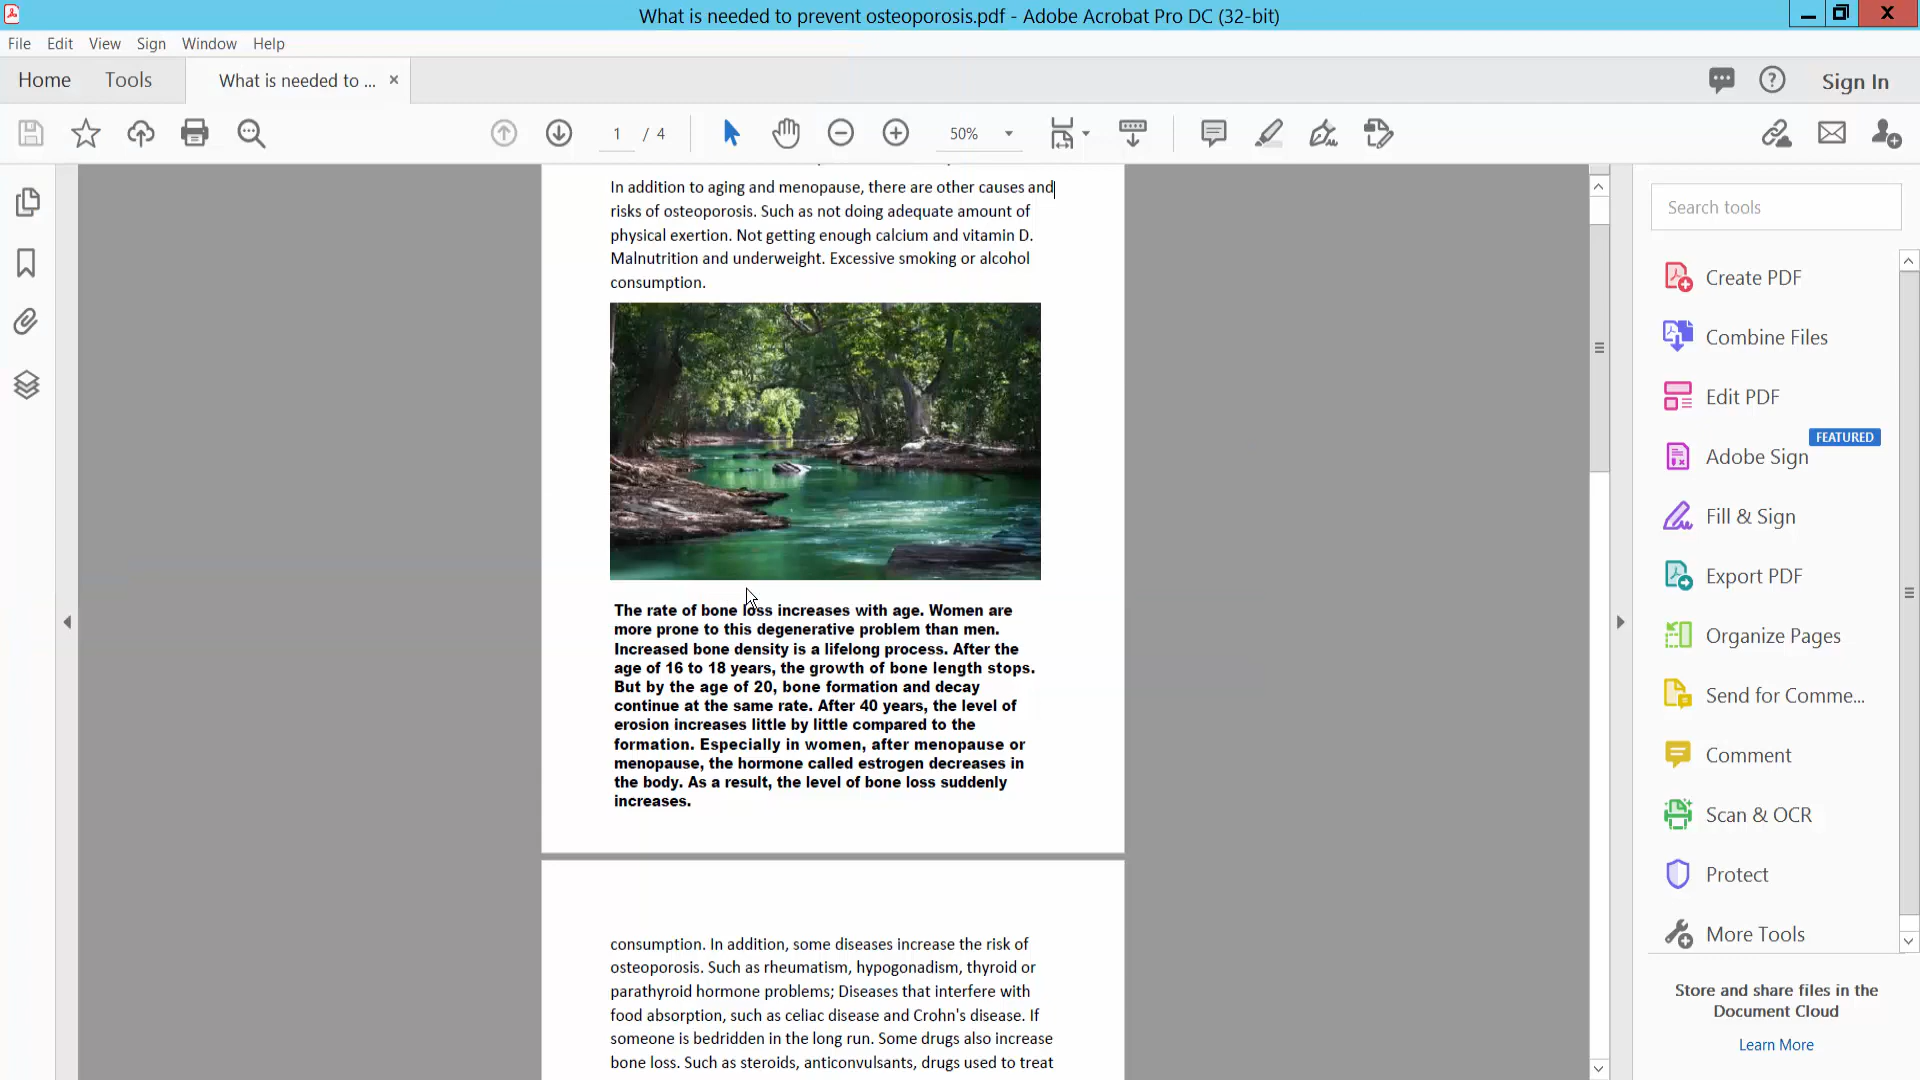 What is needed to prevent osteoporosis.pdf - Adobe Acrobat Pro DC (32-bit)
File Edit View Sign Window Help
Home Tools What is needed to ... × Sign In
1 / 4 50%
Search tools
In addition to aging and menopause, there are other causes and
risks of osteoporosis. Such as not doing adequate amount of
physical exertion. Not getting enough calcium and vitamin D.
Malnutrition and underweight. Excessive smoking or alcohol
consumption.
The rate of bone loss increases with age. Women are
more prone to this degenerative problem than men.
Increased bone density is a lifelong process. After the
age of 16 to 18 years, the growth of bone length stops.
But by the age of 20, bone formation and decay
continue at the same rate. After 40 years, the level of
erosion increases little by little compared to the
formation. Especially in women, after menopause or
menopause, the hormone called estrogen decreases in
the body. As a result, the level of bone loss suddenly
increases.
consumption. In addition, some diseases increase the risk of
osteoporosis. Such as rheumatism, hypogonadism, thyroid or
parathyroid hormone problems; Diseases that interfere with
food absorption, such as celiac disease and Crohn's disease. If
someone is bedridden in the long run. Some drugs also increase
bone loss. Such as steroids, anticonvulsants, drugs used to treat
Create PDF
Combine Files
Edit PDF
FEATURED
Adobe Sign
Fill & Sign
Export PDF
Organize Pages
Send for Comme...
Comment
Scan & OCR
Protect
More Tools
Store and share files in the
Document Cloud
Learn More